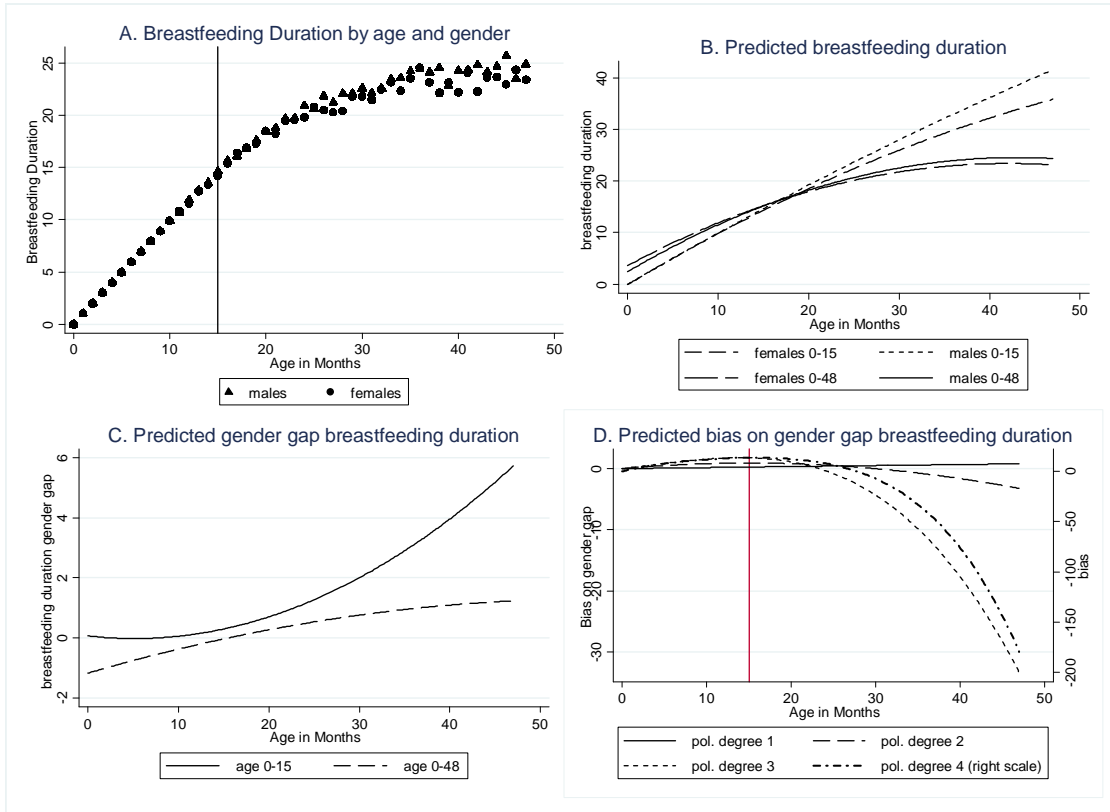 A. Breastfeeding Duration by age and gender
Breastfeeding Duration
25
20
15
10
5
0
0 10 20 30 40 50
Age in Months
males females
B. Predicted breastfeeding duration
breastfeeding duration
40
30
20
10
0
0 10 20 30 40 50
Age in Months
females 0-15 males 0-15
females 0-48 males 0-48
C. Predicted gender gap breastfeeding duration
breastfeeding duration gender gap
6
4
2
0
-2
0 10 20 30 40 50
Age in Months
age 0-15 age 0-48
D. Predicted bias on gender gap breastfeeding duration
Bias on gender gap
0
-10
-20
-30
0
-50
-100
-150
-200
bias
0 10 20 30 40 50
Age in Months
pol. degree 1 pol. degree 2
pol. degree 3 pol. degree 4 (right scale)